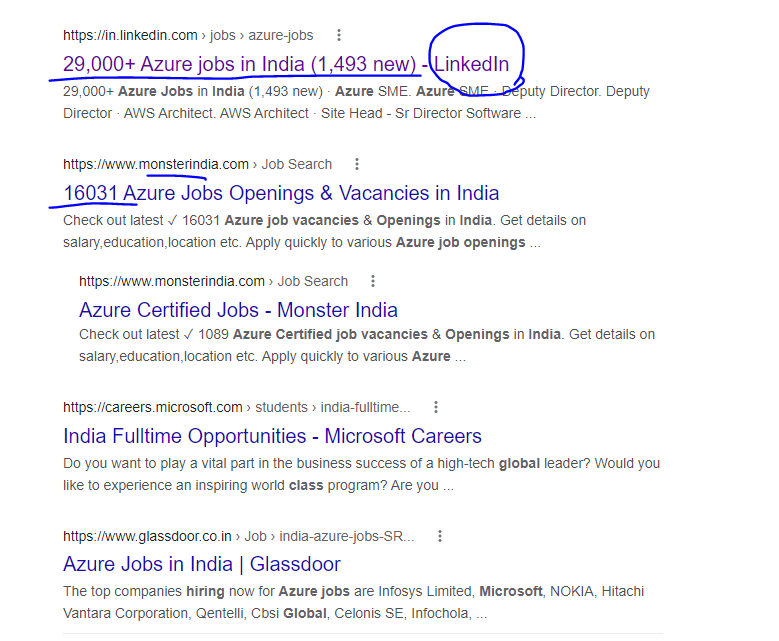 https://in.linkedin.com › jobs › azure-jobs
29,000+ Azure jobs in India (1,493 new) - LinkedIn
29,000+ Azure Jobs in India (1,493 new) · Azure SME. Azure SME · Deputy Director. Deputy
Director · AWS Architect. AWS Architect · Site Head - Sr Director Software ...
https://www.monsterindia.com › Job Search
16031 Azure Jobs Openings & Vacancies in India
Check out latest ✓ 16031 Azure job vacancies & Openings in India. Get details on
salary,education,location etc. Apply quickly to various Azure job openings ...
https://www.monsterindia.com › Job Search
Azure Certified Jobs - Monster India
Check out latest ✓ 1089 Azure Certified job vacancies & Openings in India. Get details on
salary,education,location etc. Apply quickly to various Azure ...
https://careers.microsoft.com › students › india-fulltime...
India Fulltime Opportunities - Microsoft Careers
Do you want to play a vital part in the business success of a high-tech global leader? Would you
like to experience an inspiring world class program? Are you ...
https://www.glassdoor.co.in › Job › india-azure-jobs-SR...
Azure Jobs in India | Glassdoor
The top companies hiring now for Azure jobs are Infosys Limited, Microsoft, NOKIA, Hitachi
Vantara Corporation, Qentelli, Cbsi Global, Celonis SE, Infochola, ...